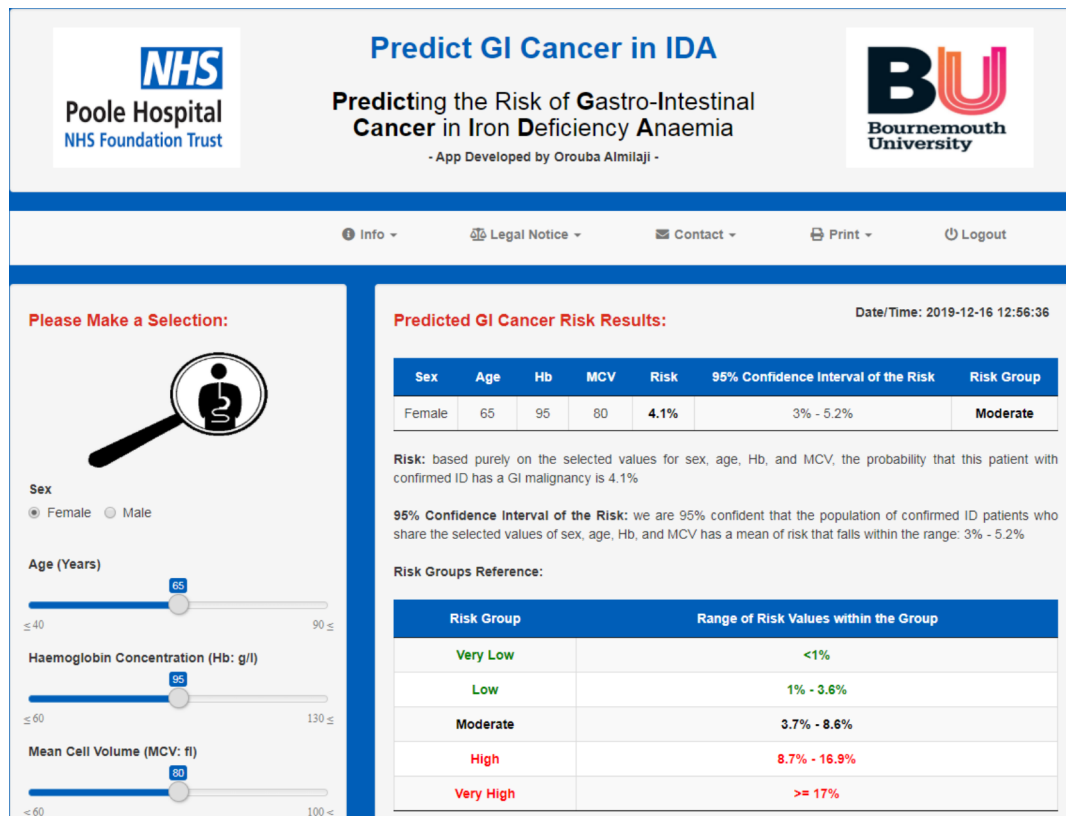 NHS
Poole Hospital
NHS Foundation Trust
Predict GI Cancer in IDA
Predicting the Risk of Gastro-Intestinal
Cancer in Iron Deficiency Anaemia
- App Developed by Orouba Almilaji -
BU
Bournemouth
University
Info
Legal Notice
Contact
Print
Logout
Please Make a Selection:
Sex
Female Male
Age (Years)
65
≤ 40 90 ≤
Haemoglobin Concentration (Hb: g/l)
95
≤ 60 130 ≤
Mean Cell Volume (MCV: fl)
80
≤ 60 100 ≤
Predicted GI Cancer Risk Results:
Date/Time: 2019-12-16 12:56:36
Sex Age Hb MCV Risk 95% Confidence Interval of the Risk Risk Group
Female 65 95 80 4.1% 3% - 5.2% Moderate
Risk: based purely on the selected values for sex, age, Hb, and MCV, the probability that this patient with
confirmed ID has a GI malignancy is 4.1%
95% Confidence Interval of the Risk: we are 95% confident that the population of confirmed ID patients who
share the selected values of sex, age, Hb, and MCV has a mean of risk that falls within the range: 3% - 5.2%
Risk Groups Reference:
Risk Group Range of Risk Values within the Group
Very Low <1%
Low 1% - 3.6%
Moderate 3.7% - 8.6%
High 8.7% - 16.9%
Very High >= 17%